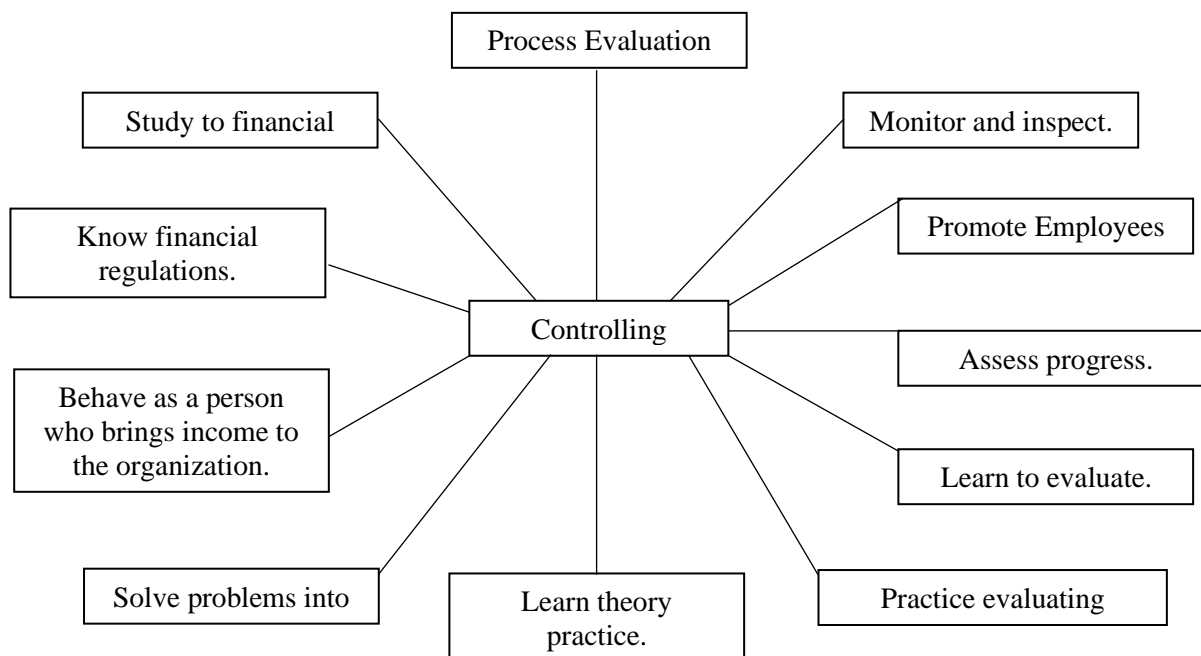 Process Evaluation
Study to financial
Monitor and inspect.
Know financial
regulations.
Promote Employees
Controlling
Assess progress.
Behave as a person
who brings income to
the organization.
Learn to evaluate.
Solve problems into
Learn theory
practice.
Practice evaluating